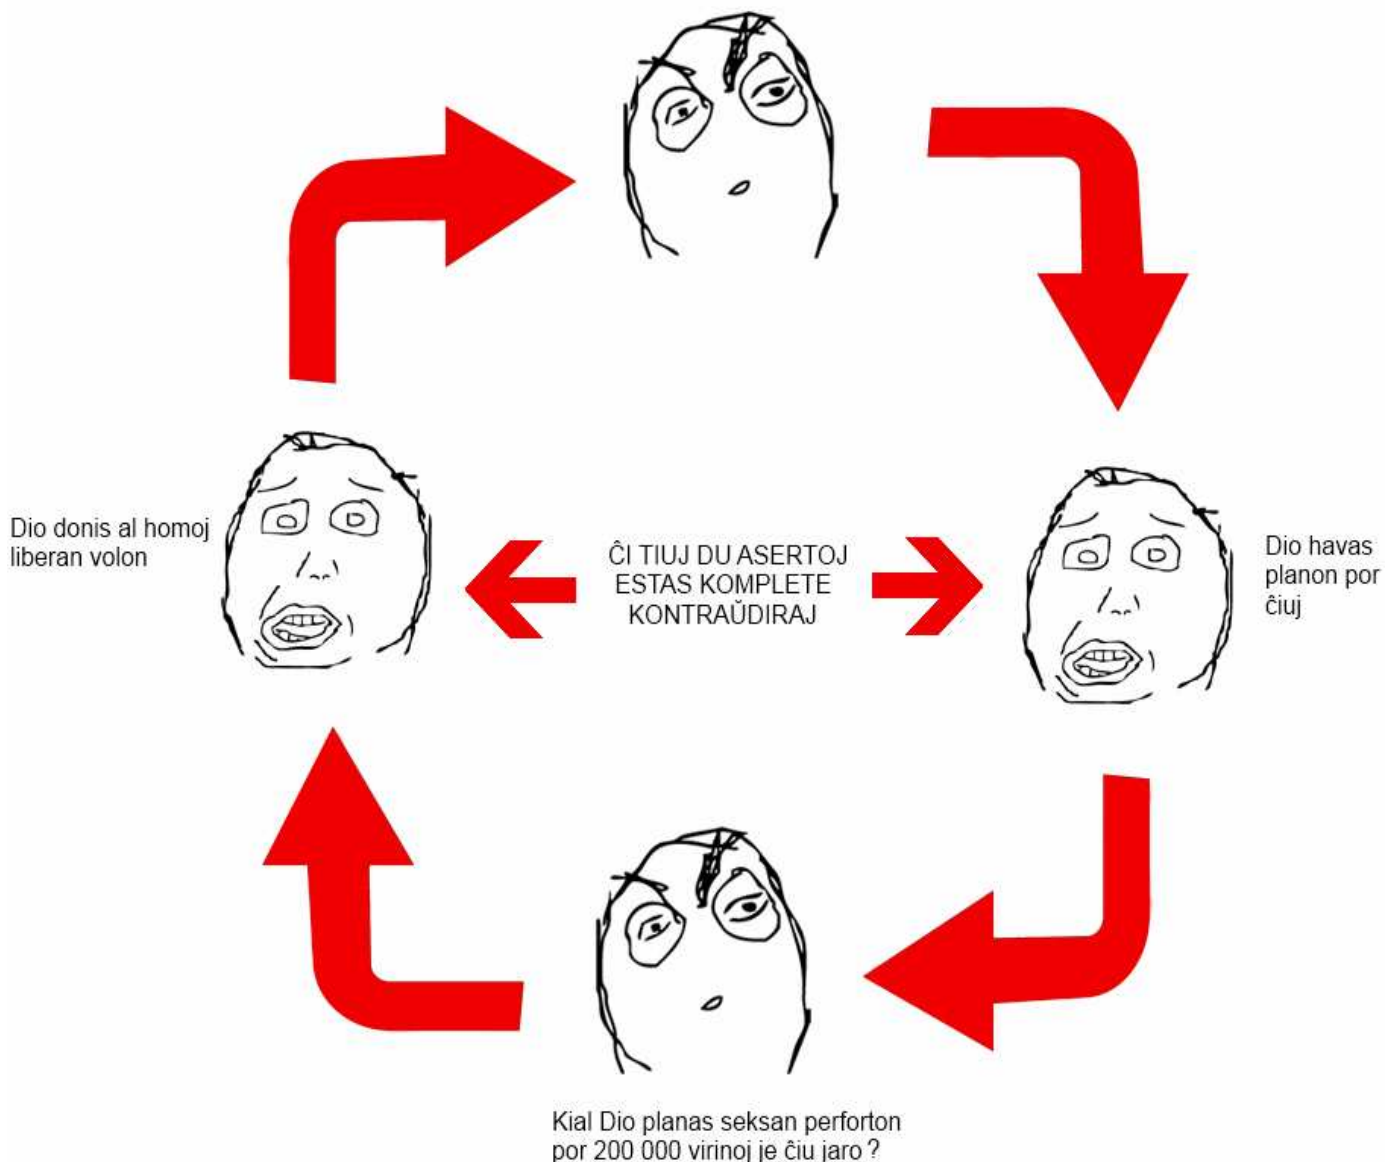 Dio donis al homoj
liberan volon
ĈI TIUJ DU ASERTOJ
ESTAS KOMPLETE
KONTRAŬDIRAJ
Dio havas
planon por
ĉiuj
Kial Dio planas seksan perforton
por 200 000 virinoj je ĉiu jaro ?